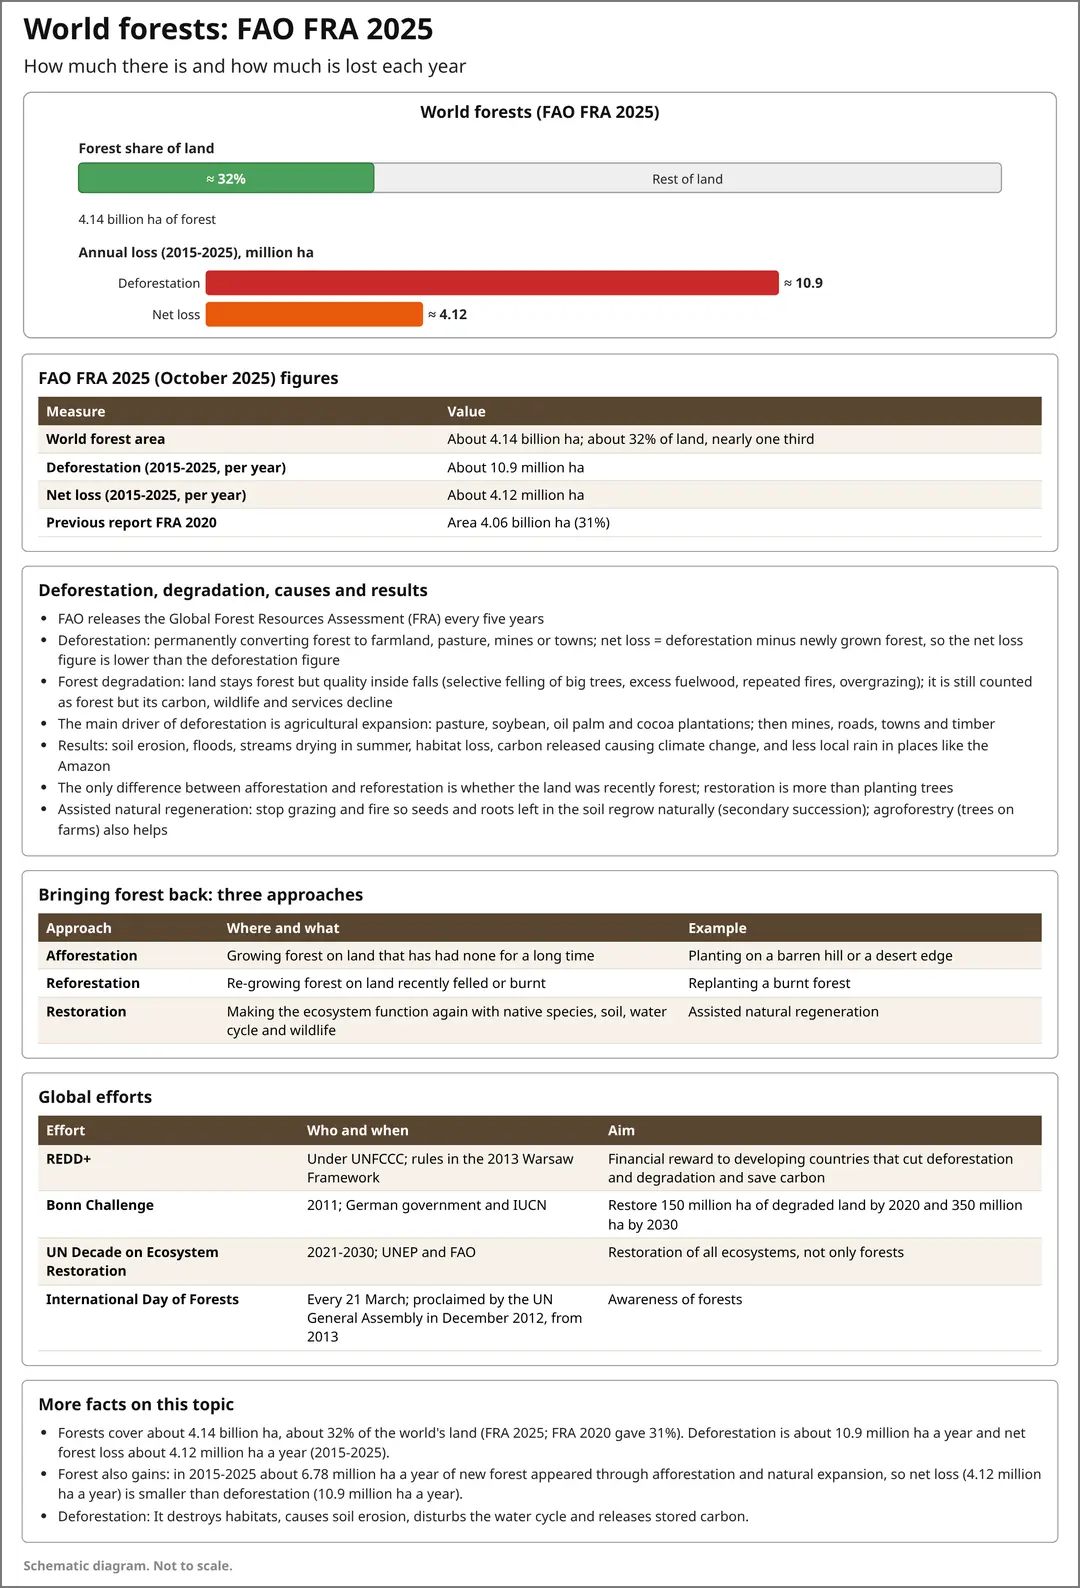 World forests: FAO FRA 2025
How much there is and how much is lost each year
World forests (FAO FRA 2025)
Forest share of land
≈ 32%
Rest of land
4.14 billion ha of forest
Annual loss (2015-2025), million ha
Deforestation ≈ 10.9
Net loss ≈ 4.12
FAO FRA 2025 (October 2025) figures
Measure Value
World forest area About 4.14 billion ha; about 32% of land, nearly one third
Deforestation (2015-2025, per year) About 10.9 million ha
Net loss (2015-2025, per year) About 4.12 million ha
Previous report FRA 2020 Area 4.06 billion ha (31%)
Deforestation, degradation, causes and results
• FAO releases the Global Forest Resources Assessment (FRA) every five years
• Deforestation: permanently converting forest to farmland, pasture, mines or towns; net loss = deforestation minus newly grown forest, so the net loss
figure is lower than the deforestation figure
• Forest degradation: land stays forest but quality inside falls (selective felling of big trees, excess fuelwood, repeated fires, overgrazing); it is still counted
as forest but its carbon, wildlife and services decline
• The main driver of deforestation is agricultural expansion: pasture, soybean, oil palm and cocoa plantations; then mines, roads, towns and timber
• Results: soil erosion, floods, streams drying in summer, habitat loss, carbon released causing climate change, and less local rain in places like the
Amazon
• The only difference between afforestation and reforestation is whether the land was recently forest; restoration is more than planting trees
• Assisted natural regeneration: stop grazing and fire so seeds and roots left in the soil regrow naturally (secondary succession); agroforestry (trees on
farms) also helps
Bringing forest back: three approaches
Approach Where and what Example
Afforestation Growing forest on land that has had none for a long time Planting on a barren hill or a desert edge
Reforestation Re-growing forest on land recently felled or burnt Replanting a burnt forest
Restoration Making the ecosystem function again with native species, soil, water Assisted natural regeneration
cycle and wildlife
Global efforts
Effort Who and when Aim
REDD+ Under UNFCCC; rules in the 2013 Warsaw Financial reward to developing countries that cut deforestation
Framework and degradation and save carbon
Bonn Challenge 2011; German government and IUCN Restore 150 million ha of degraded land by 2020 and 350 million
ha by 2030
UN Decade on Ecosystem 2021-2030; UNEP and FAO Restoration of all ecosystems, not only forests
Restoration
International Day of Forests Every 21 March; proclaimed by the UN Awareness of forests
General Assembly in December 2012, from
2013
More facts on this topic
• Forests cover about 4.14 billion ha, about 32% of the world's land (FRA 2025; FRA 2020 gave 31%). Deforestation is about 10.9 million ha a year and net
forest loss about 4.12 million ha a year (2015-2025).
• Forest also gains: in 2015-2025 about 6.78 million ha a year of new forest appeared through afforestation and natural expansion, so net loss (4.12 million
ha a year) is smaller than deforestation (10.9 million ha a year).
• Deforestation: It destroys habitats, causes soil erosion, disturbs the water cycle and releases stored carbon.
Schematic diagram. Not to scale.